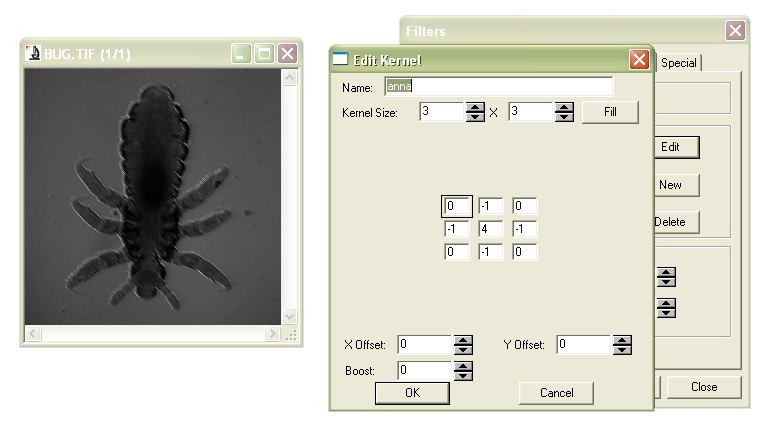 Filters
BUG.TIF (1/1)
Edit Kernel
Special
Name: anna
Kernel Size: 3 X 3 Fill
Edit
New
Delete
0 -1 0
-1 4 -1
0 -1 0
X Offset: 0 Y Offset: 0
Boost: 0
OK Cancel Close